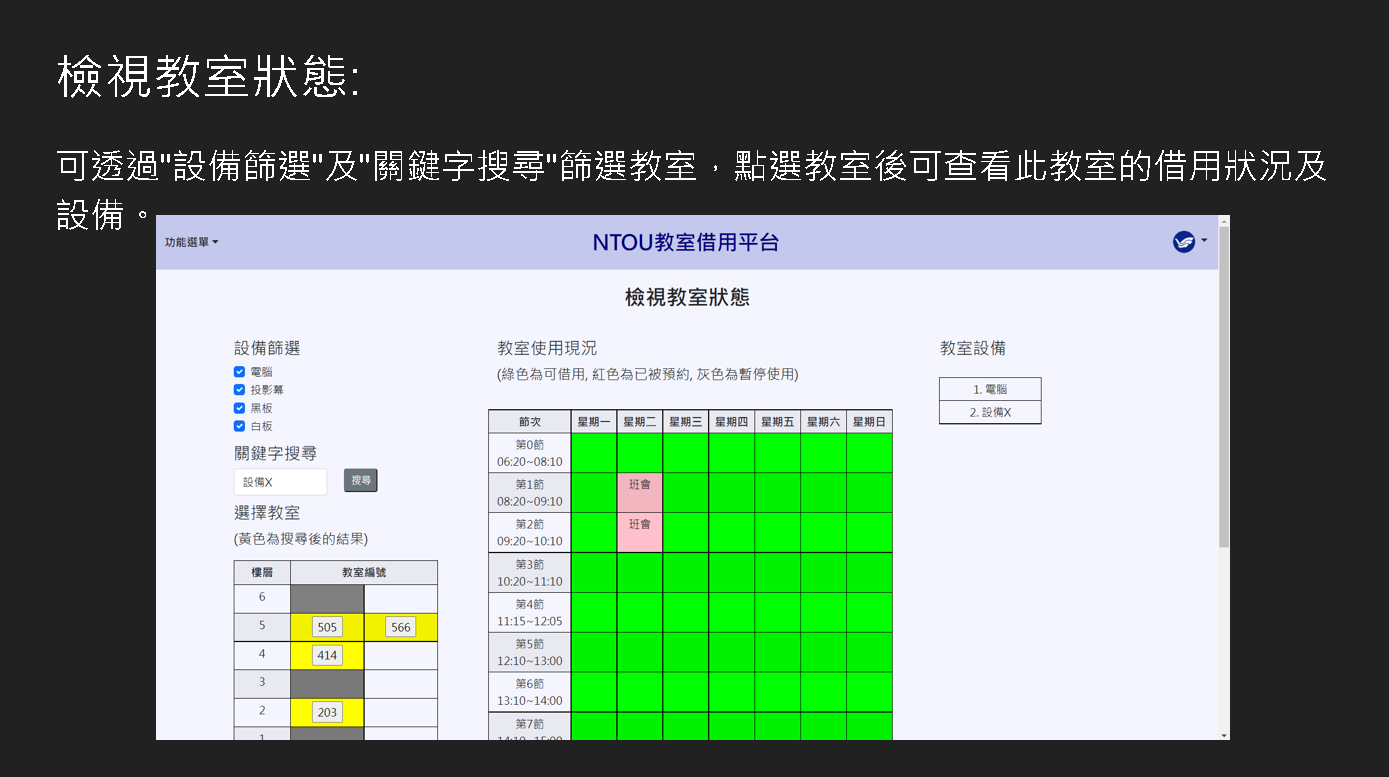 檢視教室狀態:
可透過"設備篩選"及"關鍵字搜尋"篩選教室，點選教室後可查看此教室的借用狀況及
設備。
功能選單
NTOU教室借用平台
檢視教室狀態
設備篩選
電腦
投影幕
黑板
白板
關鍵字搜尋
設備X 搜尋
選擇教室
(黃色為搜尋後的結果)
樓層 教室編號
6
5 505 566
4 414
3
2 203
1
教室使用現況
(綠色為可借用, 紅色為已被預約, 灰色為暫停使用)
節次 星期一 星期二 星期三 星期四 星期五 星期六 星期日
第0節
06:20~08:10
第1節 班會
08:20~09:10
第2節 班會
09:20~10:10
第3節
10:20~11:10
第4節
11:15~12:05
第5節
12:10~13:00
第6節
13:10~14:00
第7節
14:10~15:00
教室設備
1. 電腦
2. 設備X